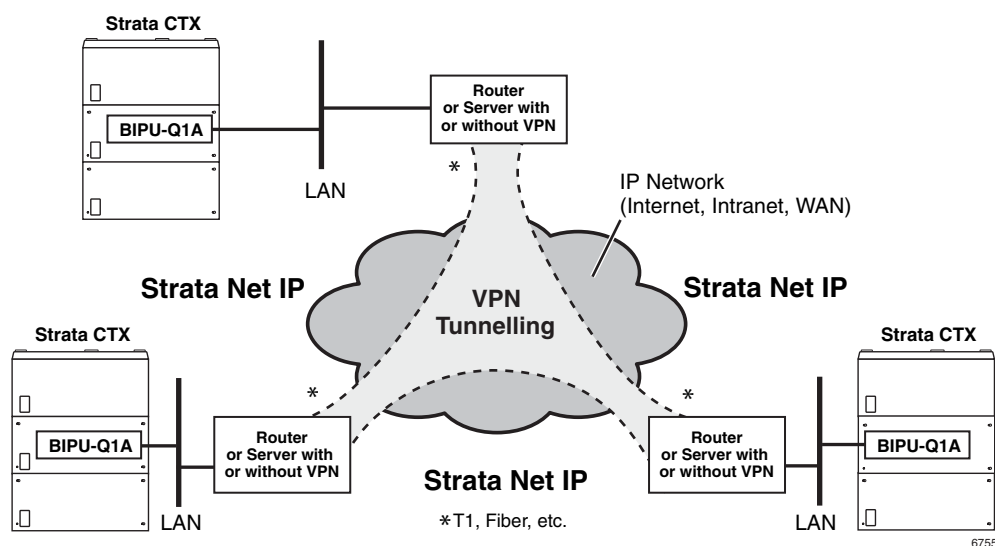 Strata CTX
BIPU-Q1A
LAN
Router
or Server with
or without VPN
*
IP Network
(Internet, Intranet, WAN)
Strata Net IP
VPN
Tunnelling
Strata Net IP
Strata CTX
BIPU-Q1A
LAN
*
Router
or Server with
or without VPN
Strata Net IP
*T1, Fiber, etc.
*
Router
or Server with
or without VPN
LAN
Strata CTX
BIPU-Q1A
6755